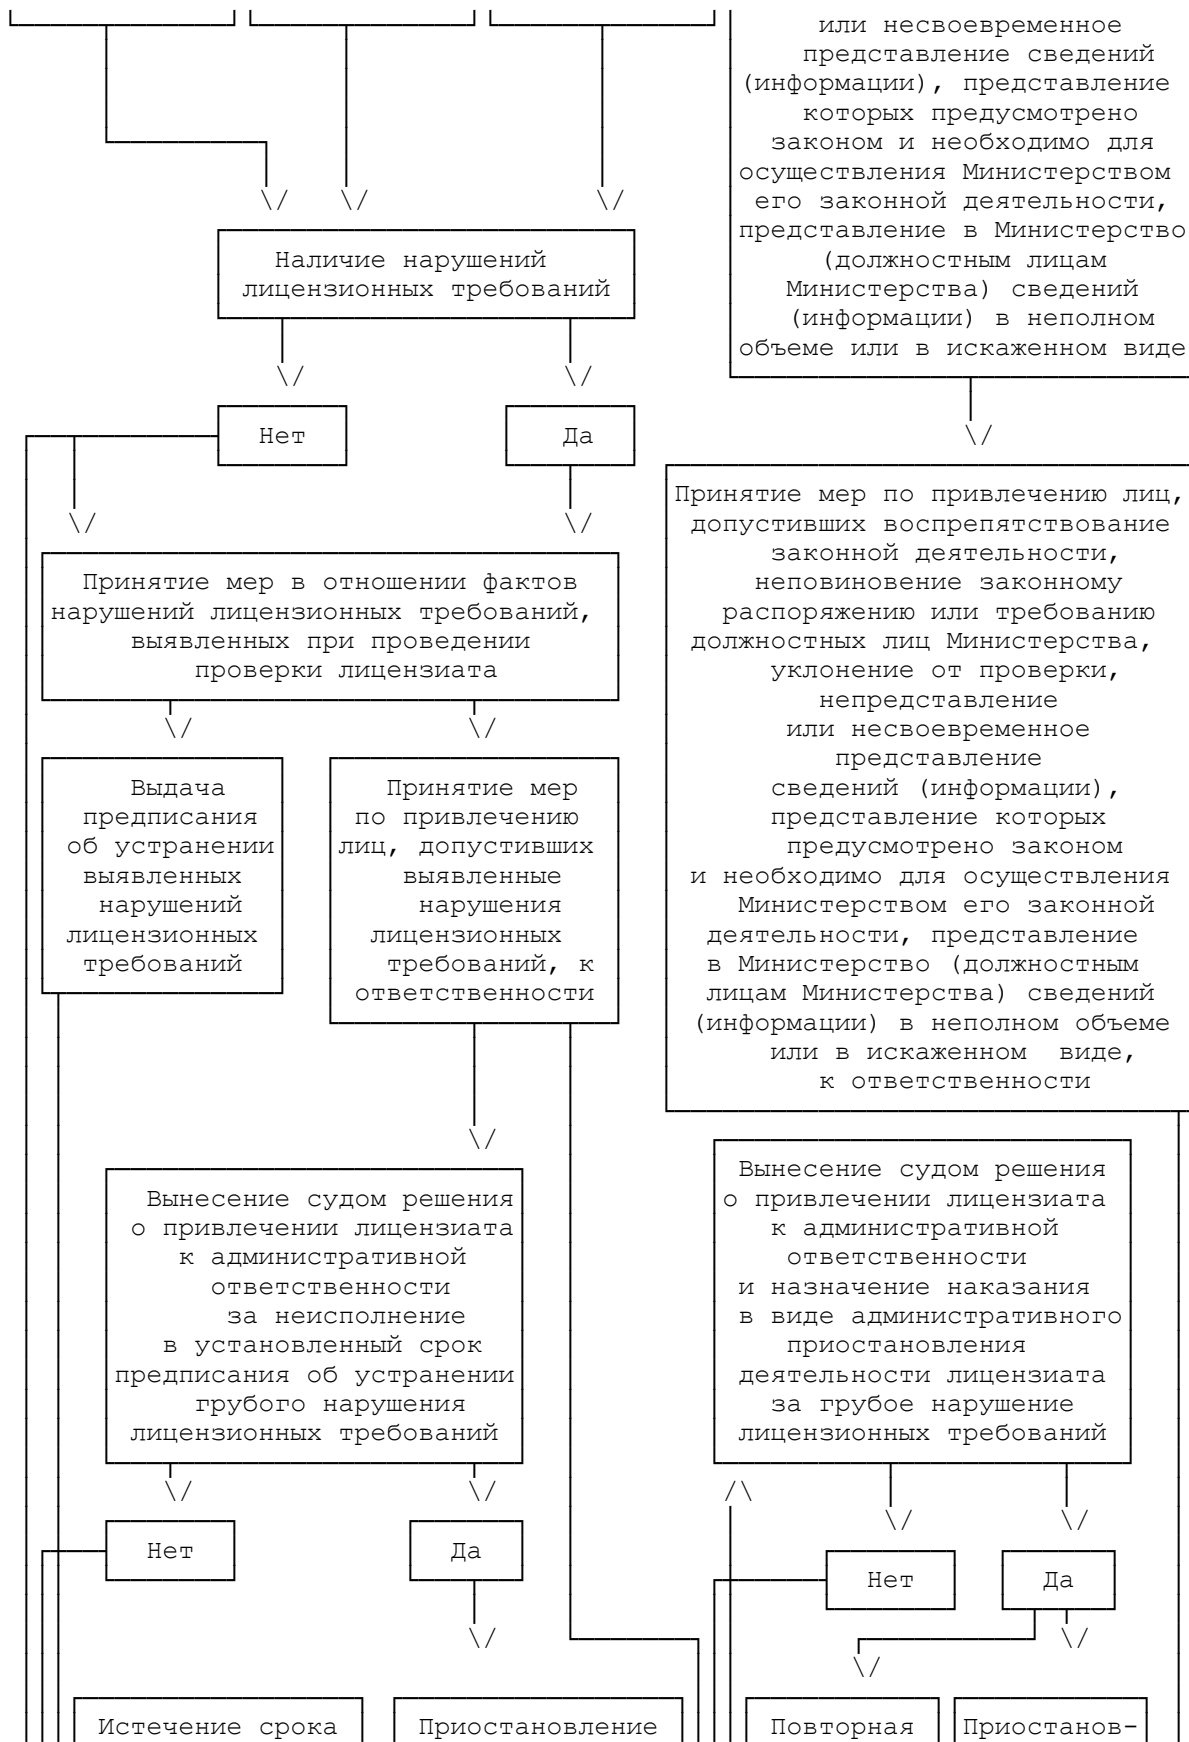 или несвоевременное
представление сведений
(информации), представление
которых предусмотрено
законом и необходимо для
осуществления Министерством
его законной деятельности,
представление в Министерство
(должностным лицам
Министерства) сведений
(информации) в неполном
объеме или в искаженном виде
Наличие нарушений
лицензионных требований
Нет
Да
Принятие мер в отношении фактов
нарушений лицензионных требований,
выявленных при проведении
проверки лицензиата
Принятие мер по привлечению лиц,
допустивших воспрепятствование
законной деятельности,
неповиновение законному
распоряжению или требованию
должностных лиц Министерства,
уклонение от проверки,
непредставление
или несвоевременное
представление
сведений (информации),
представление которых
предусмотрено законом
и необходимо для осуществления
Министерством его законной
деятельности, представление
в Министерство (должностным
лицам Министерства) сведений
(информации) в неполном объеме
или в искаженном виде,
к ответственности
Выдача
предписания
об устранении
выявленных
нарушений
лицензионных
требований
Принятие мер
по привлечению
лиц, допустивших
выявленные
нарушения
лицензионных
требований, к
ответственности
Вынесение судом решения
о привлечении лицензиата
к административной
ответственности
за неисполнение
в установленный срок
предписания об устранении
грубого нарушения
лицензионных требований
Вынесение судом решения
о привлечении лицензиата
к административной
ответственности
и назначение наказания
в виде административного
приостановления
деятельности лицензиата
за грубое нарушение
лицензионных требований
Нет
Да
Нет
Да
Истечение срока
Приостановление
Повторная
Приостанов-